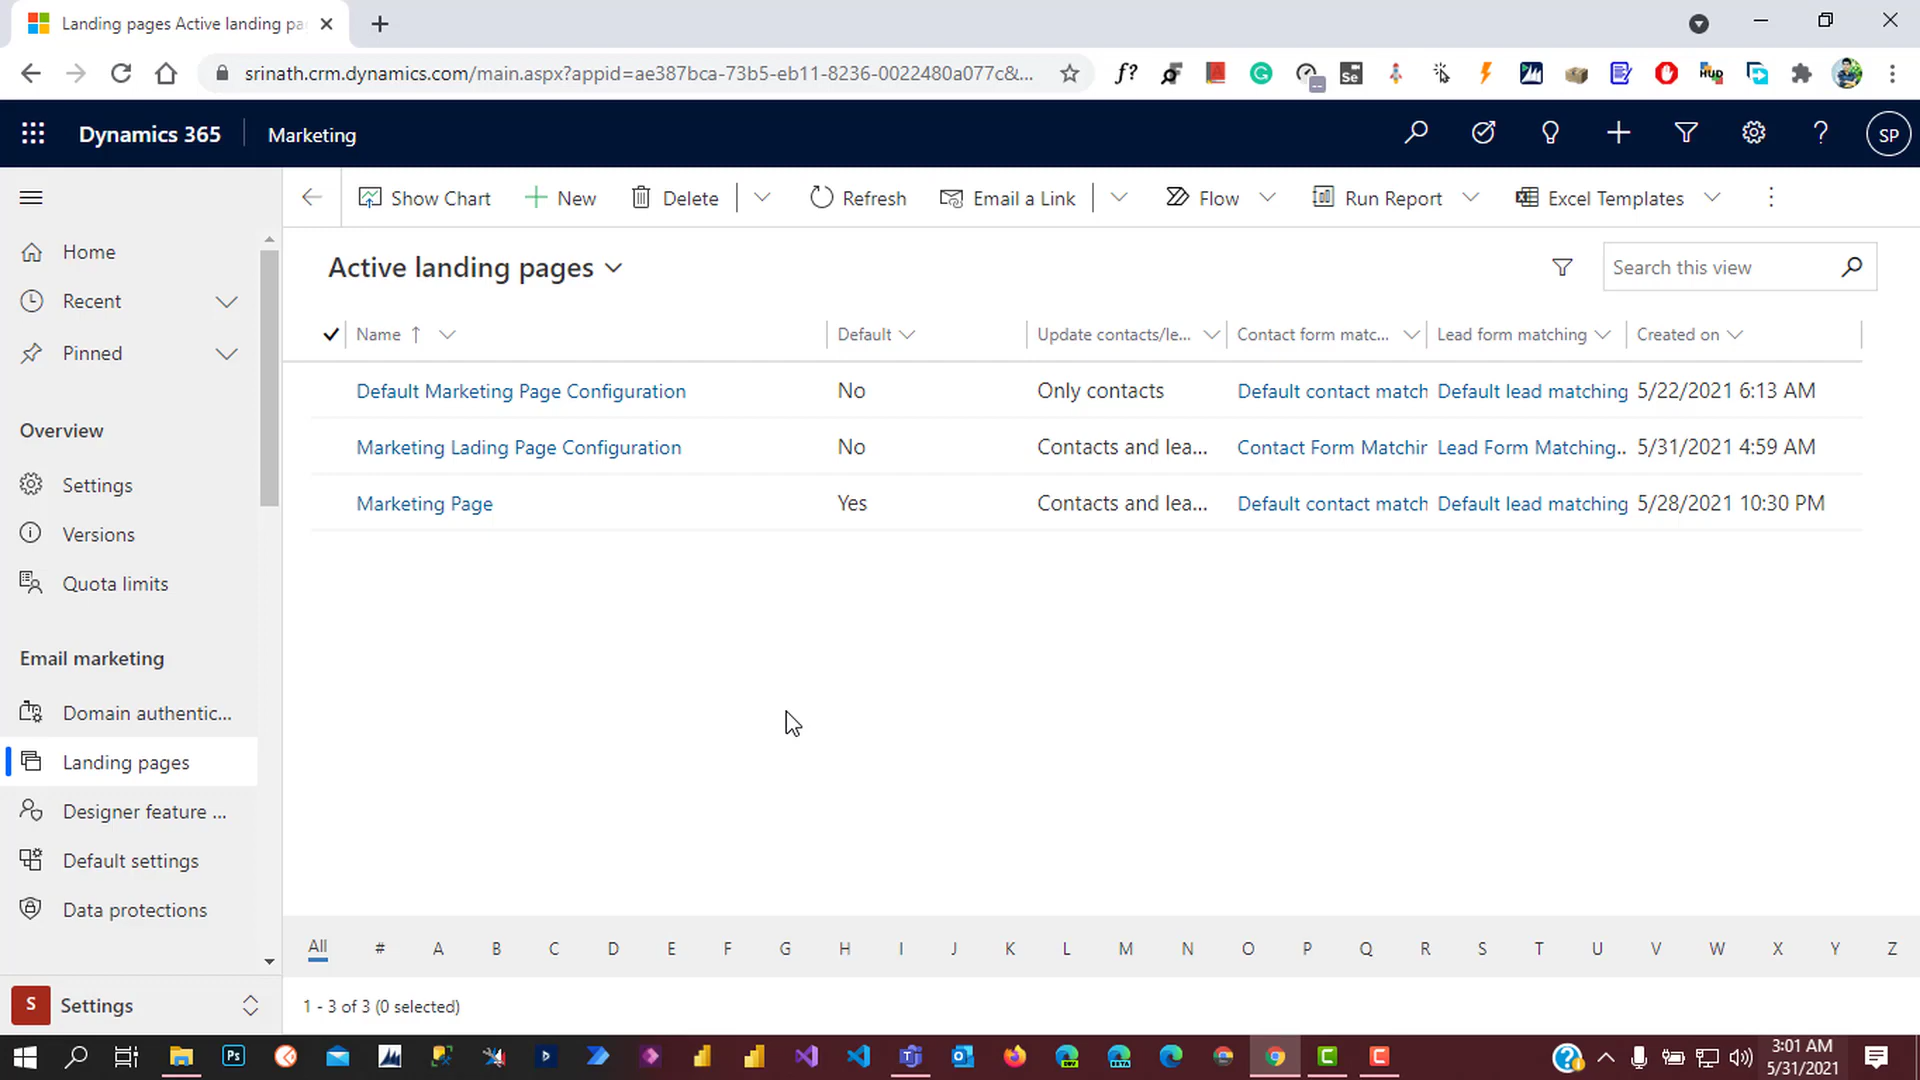 Landing pages Active landing pa
srinath.crm.dynamics.com/main.aspx?appid=ae387bca-73b5-eb11-8236-0022480a077c&...
f?
Se
HUD
Dynamics 365
Marketing
SP
Show Chart
New
Delete
Refresh
Email a Link
Flow
Run Report
Excel Templates
Home
Recent
Pinned
Overview
Settings
Versions
Quota limits
Email marketing
Domain authentic...
Landing pages
Designer feature ...
Default settings
Data protections
S Settings
Active landing pages
Search this view
Name Default Update contacts/le... Contact form matc... Lead form matching Created on
Default Marketing Page Configuration No Only contacts Default contact match Default lead matching 5/22/2021 6:13 AM
Marketing Lading Page Configuration No Contacts and lea... Contact Form Matchin Lead Form Matching.. 5/31/2021 4:59 AM
Marketing Page Yes Contacts and lea... Default contact match Default lead matching 5/28/2021 10:30 PM
All # A B C D E F G H I J K L M N O P Q R S T U V W X Y Z
1 - 3 of 3 (0 selected)
Ps
3:01 AM
5/31/2021